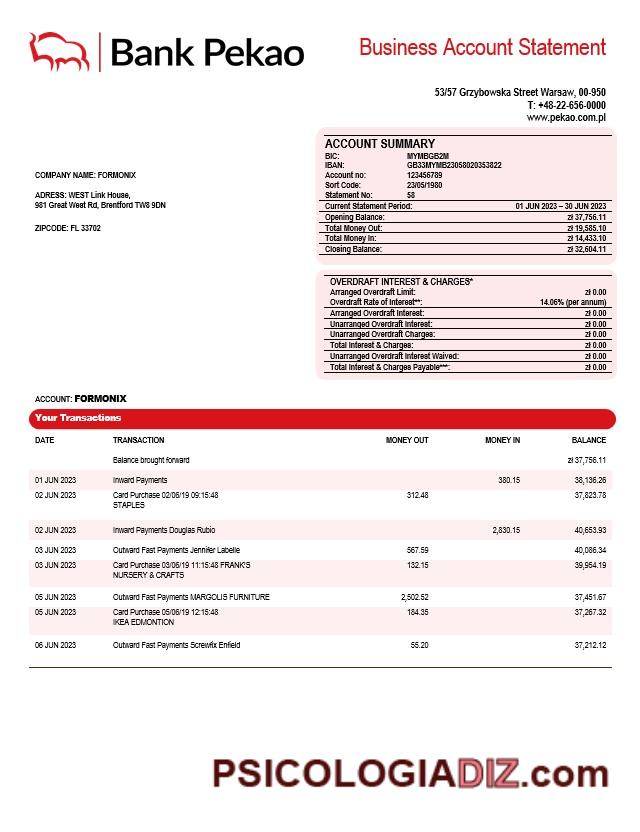 Bank Pekao
Business Account Statement
53/57 Grzybowska Street Warsaw, 00-950
T: +48-22-656-0000
www.pekao.com.pl
COMPANY NAME: FORMONIX
ADRESS: WEST Link House,
981 Great West Rd, Brentford TW8 9DN
ZIPCODE: FL 33702
ACCOUNT SUMMARY
BIC: MYMBGB2M
IBAN: GB33MYMB23058020353822
Account no: 123456789
Sort Code: 23/05/1980
Statement No: 58
Current Statement Period: 01 JUN 2023 – 30 JUN 2023
Opening Balance: zł 37,756.11
Total Money Out: zł 19,585.10
Total Money In: zł 14,433.10
Closing Balance: zł 32,604.11
OVERDRAFT INTEREST & CHARGES*
Arranged Overdraft Limit: zł 0.00
Overdraft Rate of Interest**: 14.06% (per annum)
Arranged Overdraft Interest: zł 0.00
Unarranged Overdraft Interest: zł 0.00
Unarranged Overdraft Charges: zł 0.00
Total Interest & Charges: zł 0.00
Unarranged Overdraft Interest Waived: zł 0.00
Total Interest & Charges Payable***: zł 0.00
ACCOUNT: FORMONIX
Your Transactions
DATE TRANSACTION MONEY OUT MONEY IN BALANCE
Balance brought forward zł 37,756.11
01 JUN 2023 Inward Payments 380.15 38,136.26
02 JUN 2023 Card Purchase 02/06/19 09:15:48 312.48 37,823.78
STAPLES
02 JUN 2023 Inward Payments Douglas Rubio 2,830.15 40,653.93
03 JUN 2023 Outward Fast Payments Jennifer Labelle 567.59 40,086.34
03 JUN 2023 Card Purchase 03/06/19 11:15:48 FRANK'S 132.15 39,954.19
NURSERY & CRAFTS
05 JUN 2023 Outward Fast Payments MARGOLIS FURNITURE 2,502.52 37,451.67
05 JUN 2023 Card Purchase 05/06/19 12:15:48 184.35 37,267.32
IKEA EDMONTION
06 JUN 2023 Outward Fast Payments Screwfix Enfield 55.20 37,212.12
PSICOLOGIADIZ.com